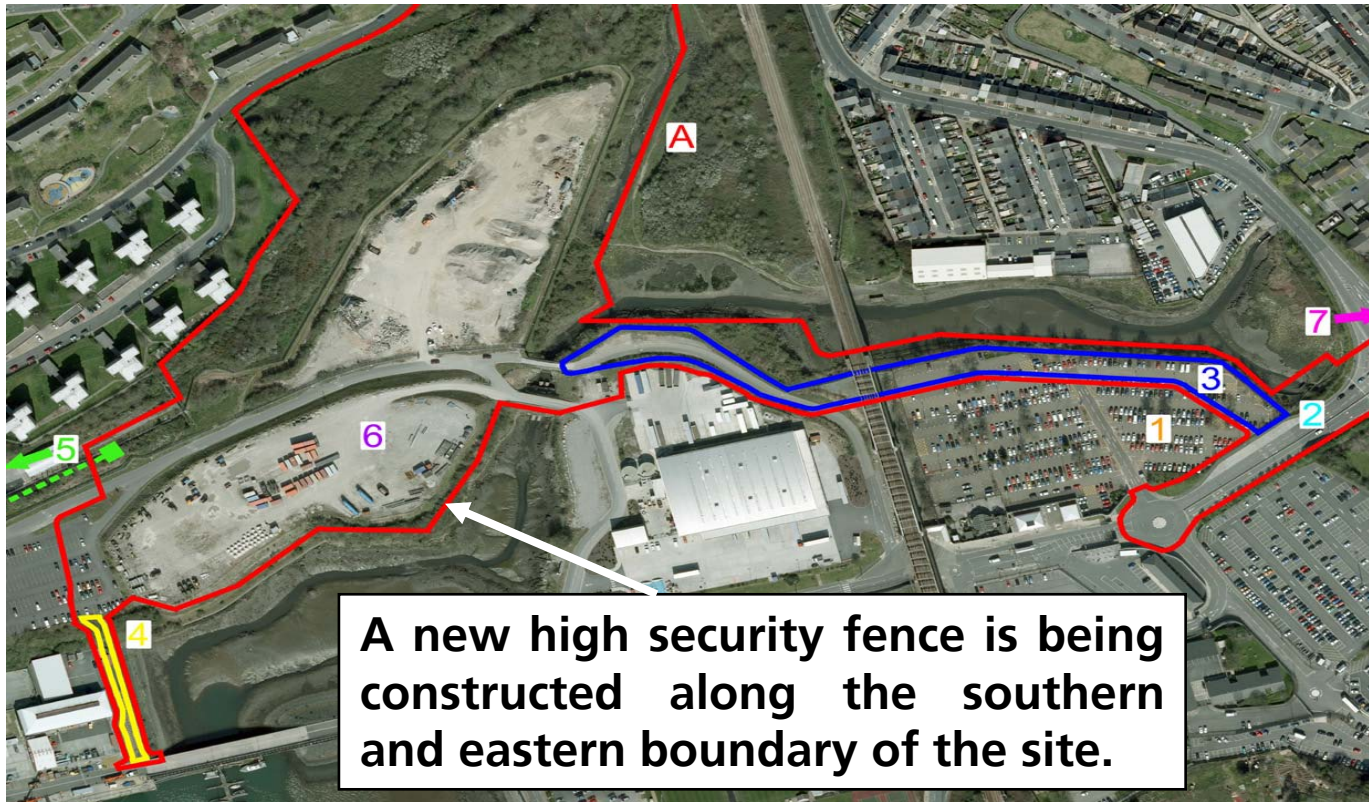 A
7
3
2
1
5
6
4
A new high security fence is being
constructed along the southern
and eastern boundary of the site.